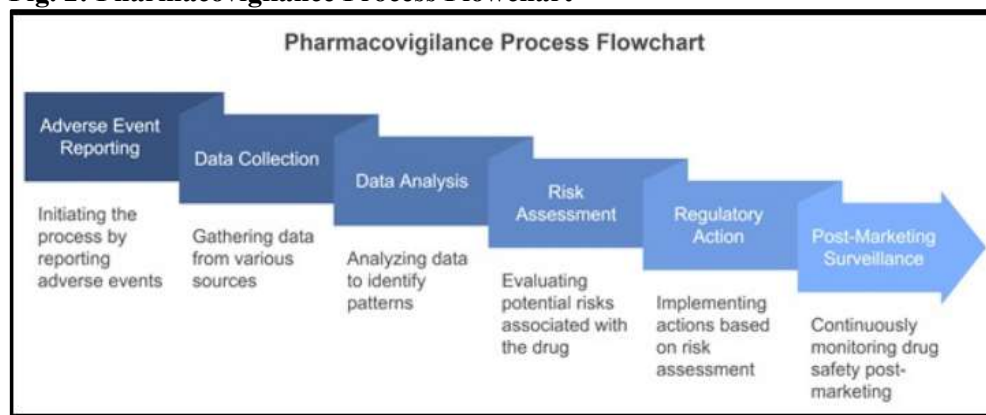 Fig. 2: Pharmacovigilance Process Flowchart
Pharmacovigilance Process Flowchart
Adverse Event
Reporting
Initiating the
process by
reporting
adverse events
Data Collection
Gathering data
from various
sources
Data Analysis
Analyzing data
to identify
patterns
Risk
Assessment
Evaluating
potential risks
associated with
the drug
Regulatory
Action
Implementing
actions based
on risk
assessment
Post-Marketing
Surveillance
Continuously
monitoring drug
safety post-
marketing